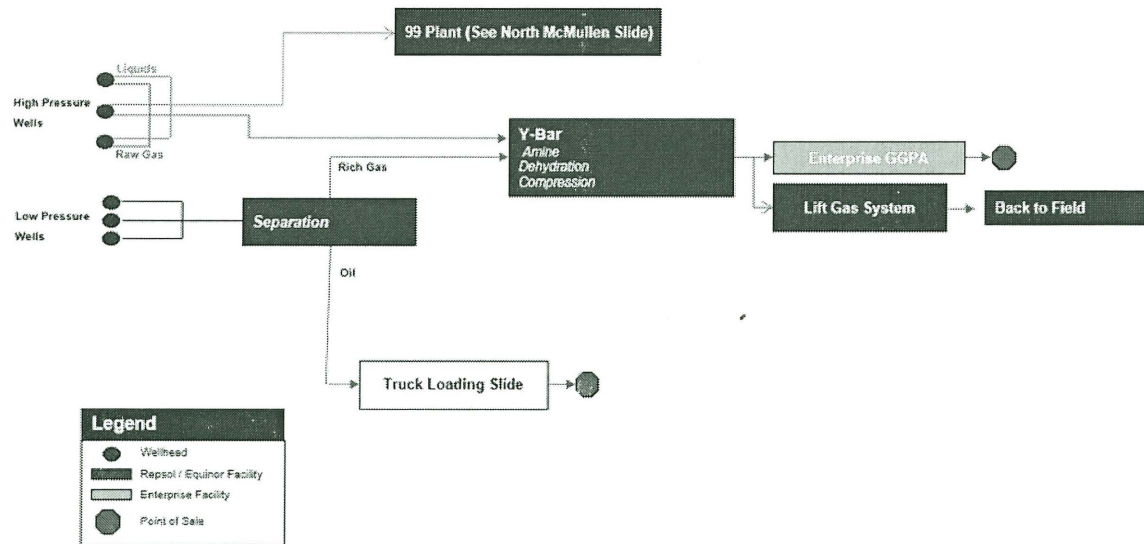 99 Plant (See North McMullen Slide)
Liquids
High Pressure
Wells
Raw Gas
Y-Bar
Amine
Dehydration
Compression
Rich Gas
Enterprise GGPA
Low Pressure
Wells
Separation
Lift Gas System
Back to Field
Oil
Truck Loading Slide
Legend
Wellhead
Repsol / Equinor Facility
Enterprise Facility
Point of Sale